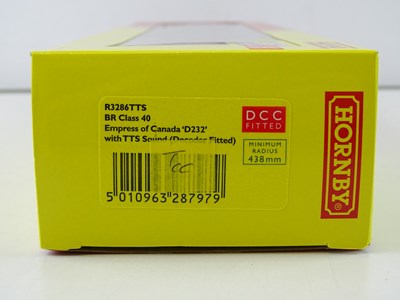 R3286TTS
BR Class 40
Empress of Canada 'D232'
with TTS Sound (Decoder Fitted)
DCC
FITTED
MINIMUM
RADIUS
438mm
HORNBY
5 010963 287979